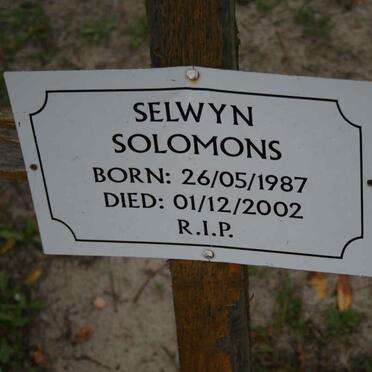 SELWYN
SOLOMONS
BORN: 26/05/1987
DIED: 01/12/2002
R.I.P.